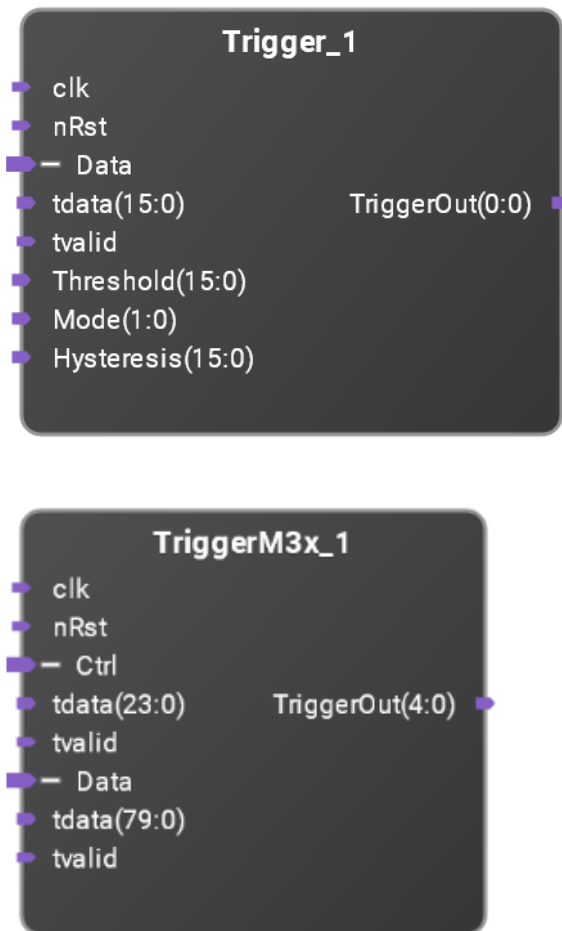 Trigger_1
clk
nRst
Data
tdata(15:0) TriggerOut(0:0)
tvalid
Threshold(15:0)
Mode(1:0)
Hysteresis(15:0)
TriggerM3x_1
clk
nRst
Ctrl
tdata(23:0) TriggerOut(4:0)
tvalid
Data
tdata(79:0)
tvalid